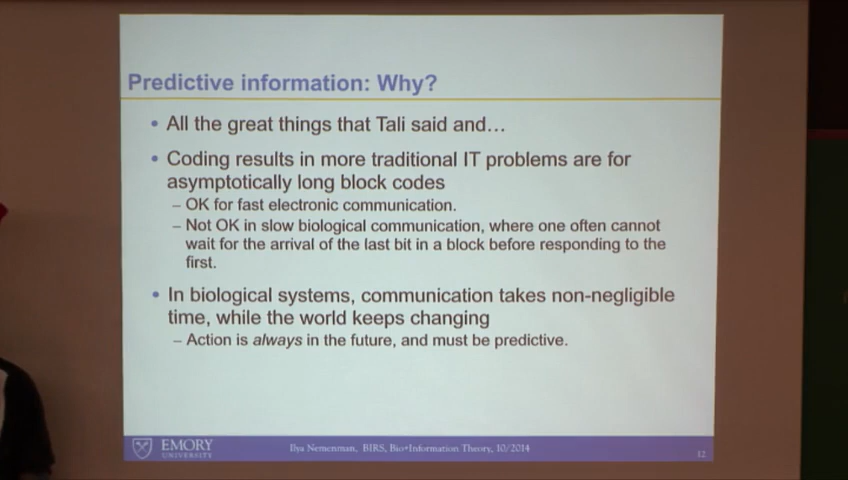 Predictive information: Why?
• All the great things that Tali said and…
• Coding results in more traditional IT problems are for
asymptotically long block codes
– OK for fast electronic communication.
– Not OK in slow biological communication, where one often cannot
wait for the arrival of the last bit in a block before responding to the
first.
• In biological systems, communication takes non-negligible
time, while the world keeps changing
– Action is always in the future, and must be predictive.
EMORY
UNIVERSITY
Ilya Nemenman, BIRS, Bio+Information Theory, 10/2014
12